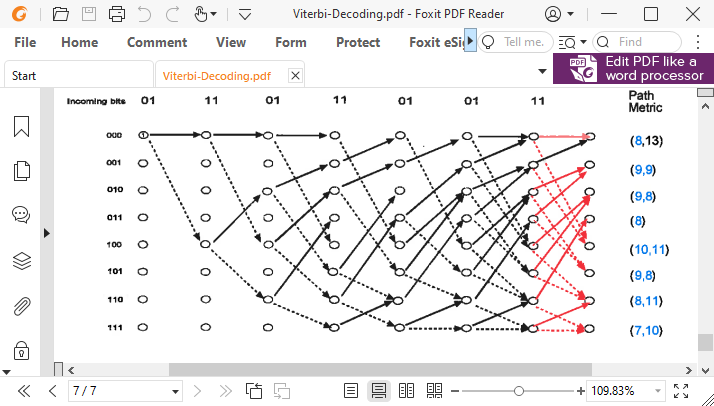 Viterbi-Decoding.pdf - Foxit PDF Reader
File Home Comment View Form Protect Foxit eSig Tell me. Find
Start Viterbi-Decoding.pdf PDF Edit PDF like a
word processor
Incoming bits 01 11 01 11 01 01 11 Path
Metric
000 1 (8,13)
001 (9,9)
010 (9,8)
011 (8)
100 (10,11)
101 (9,8)
110 (8,11)
111 (7,10)
7 / 7 109.83%